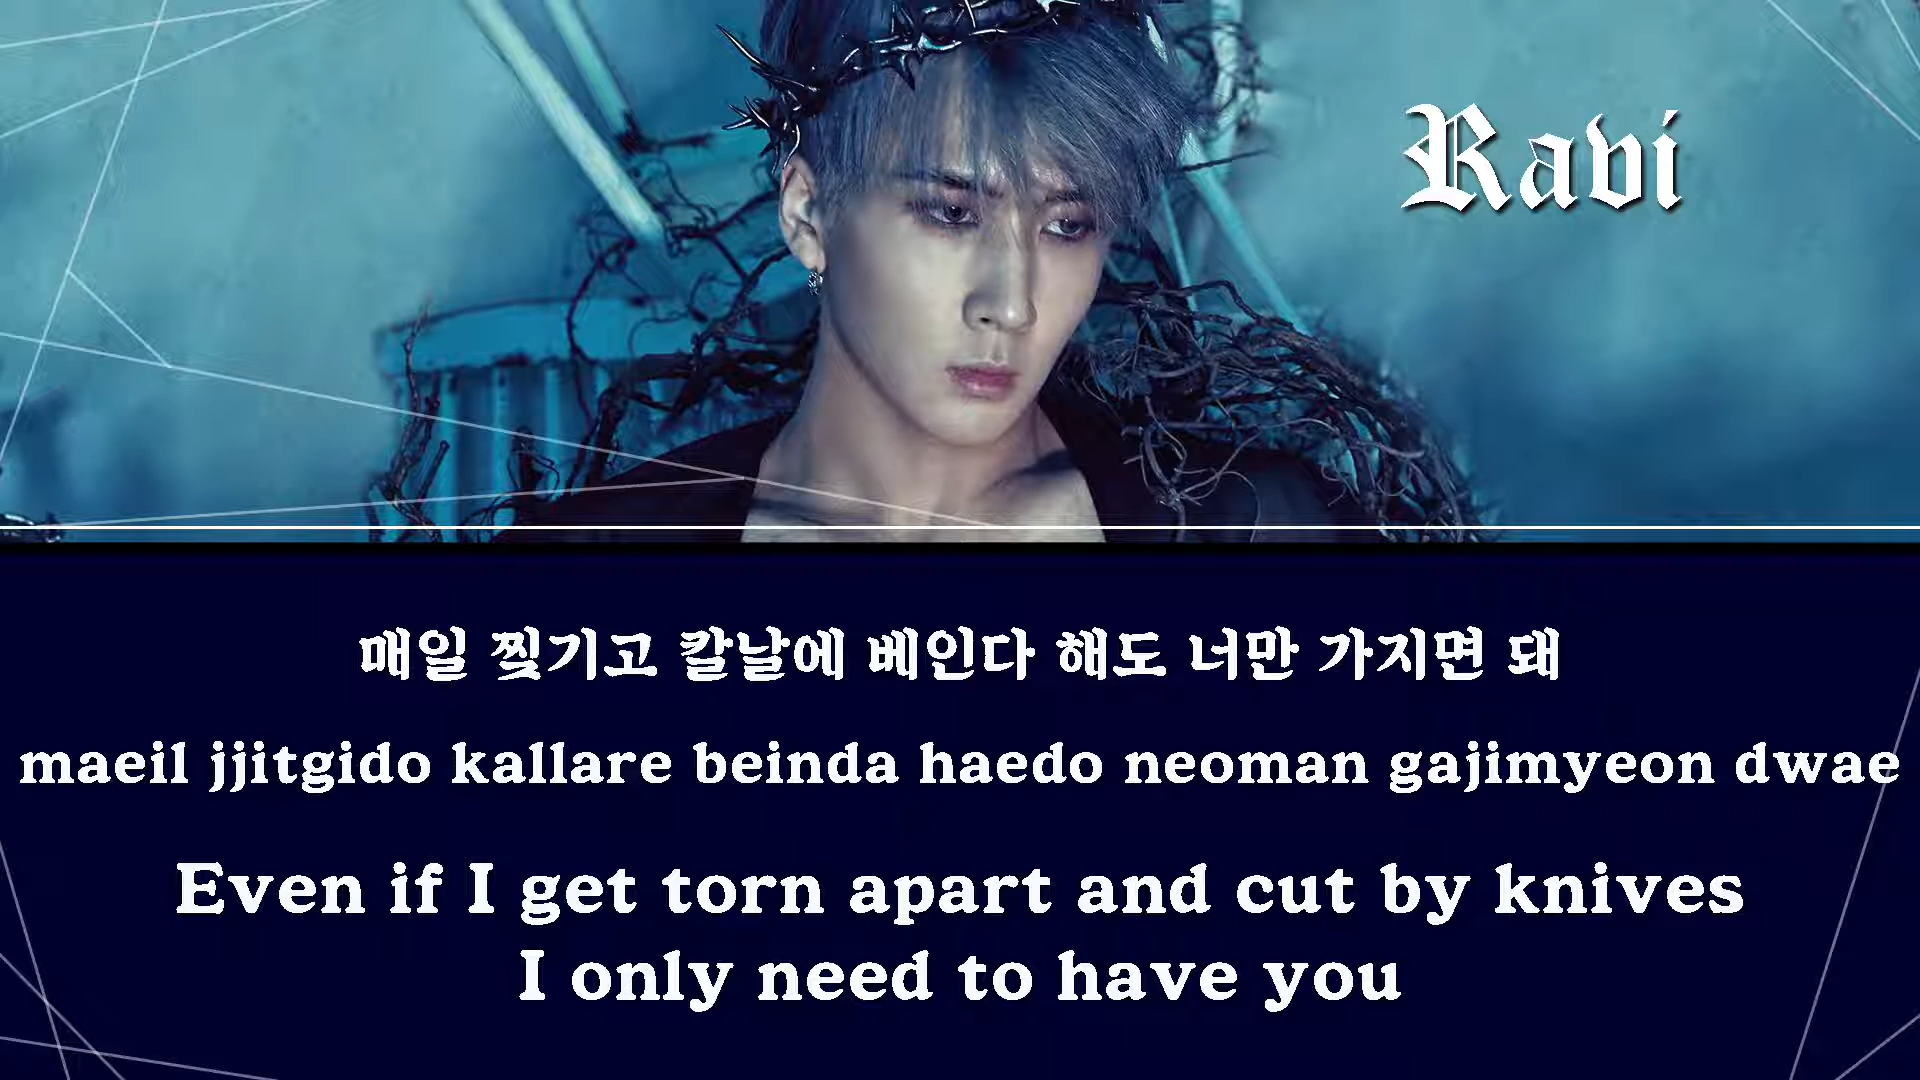 Ravi
매일 찢기고 칼날에 베인다 해도 너만 가지면 돼
maeil jjitgido kallare beinda haedo neoman gajimyeon dwae
Even if I get torn apart and cut by knives
I only need to have you